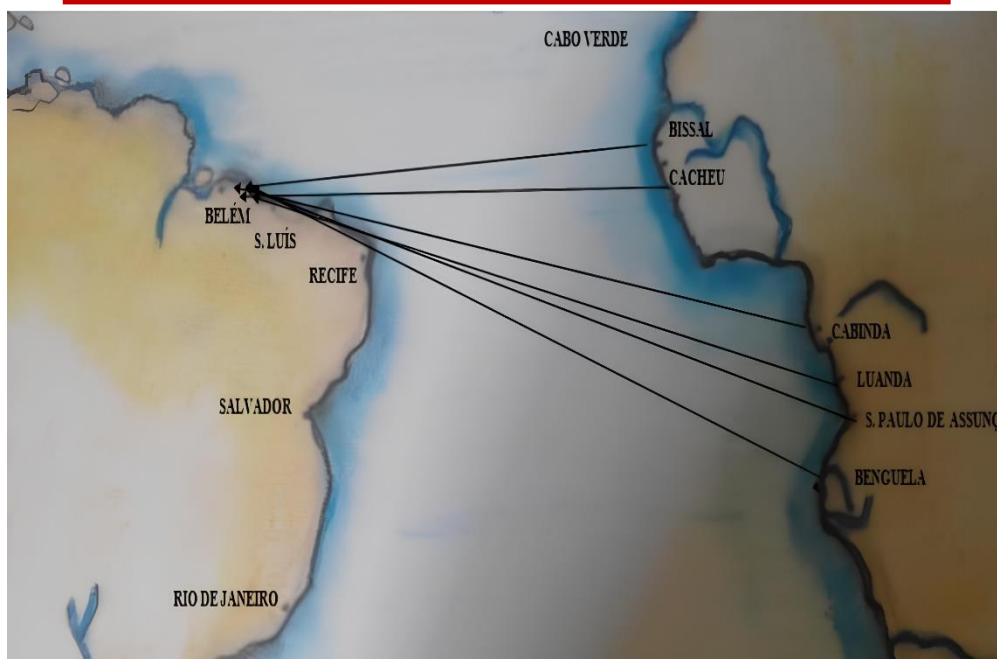 CABO VERDE
BISSAL
CACHEU
BELÉM
S. LUÍS
RECIFE
CABINDA
LUANDA
SALVADOR
S. PAULO DE ASSUNÇ
BENGUELA
RIO DE JANEIRO